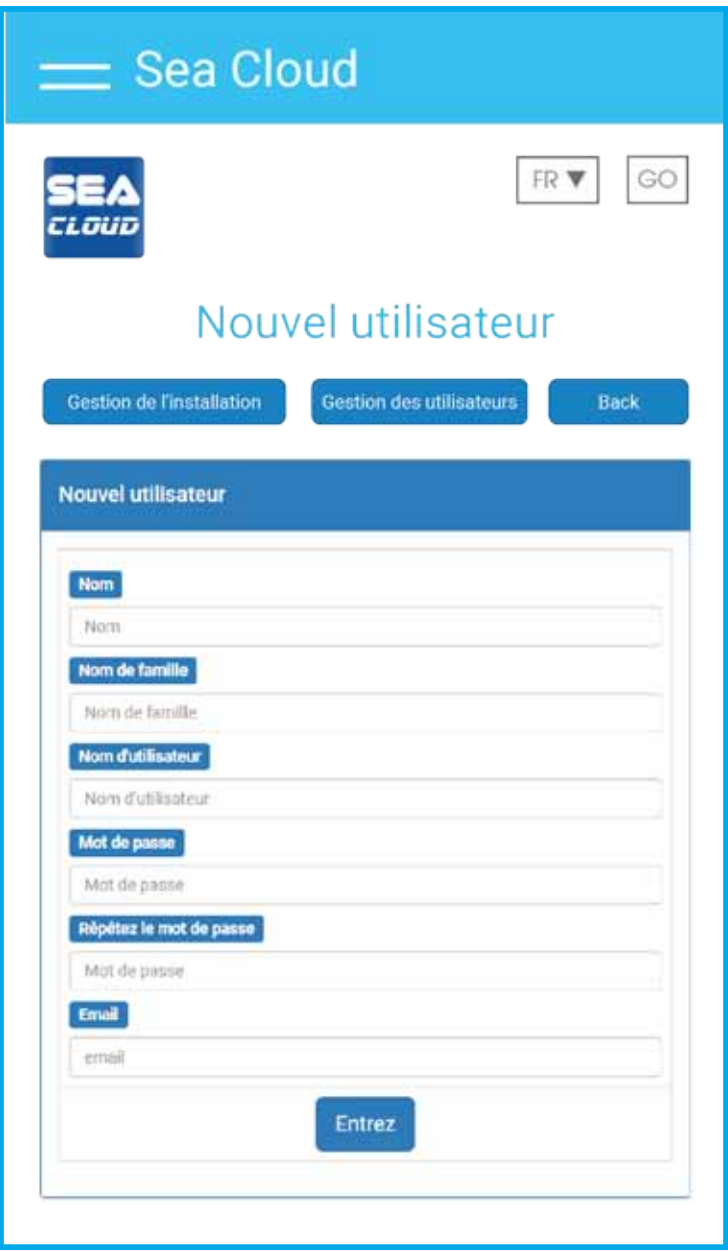 Sea Cloud
SEA
CLOUD
FR ▼ GO
Nouvel utilisateur
Gestion de l'installation Gestion des utilisateurs Back
Nouvel utilisateur
Nom
Nom
Nom de famille
Nom de famille
Nom d'utilisateur
Nom d'utilisateur
Mot de passe
Mot de passe
Répétez le mot de passe
Mot de passe
Email
email
Entrez